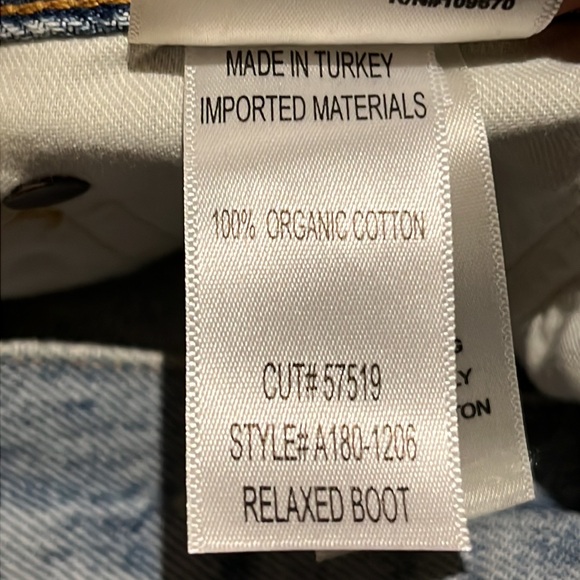 MADE IN TURKEY
IMPORTED MATERIALS
100% ORGANIC COTTON
CUT# 57519
STYLE# A180-1206
RELAXED BOOT